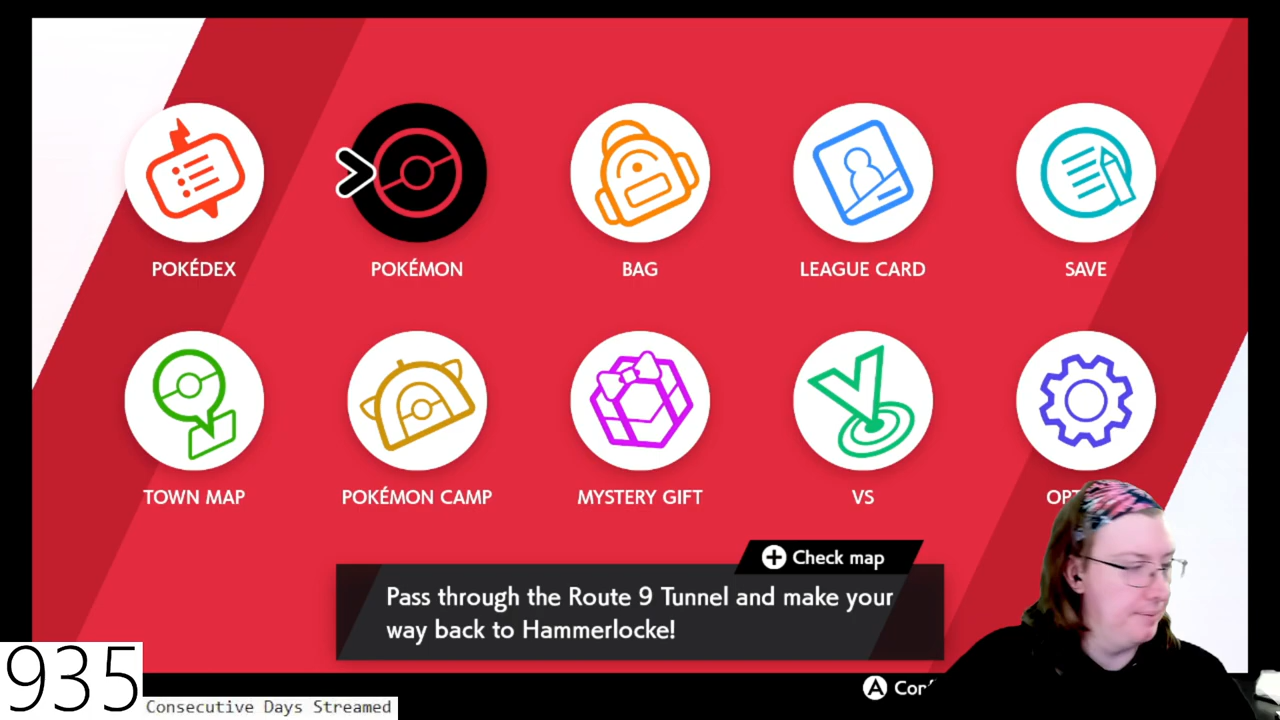 POKÉDEX
POKÉMON
BAG
LEAGUE CARD
SAVE
TOWN MAP
POKÉMON CAMP
MYSTERY GIFT
VS
Check map
Pass through the Route 9 Tunnel and make your
way back to Hammerlocke!
A
935
Consecutive Days Streamed